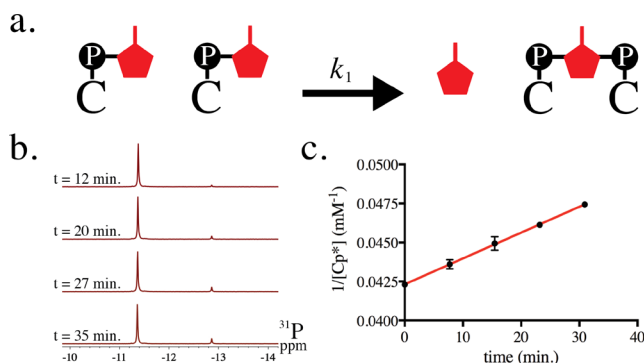 a.
P P P P
C C k₁ C C
b.
t = 12 min.
t = 20 min.
t = 27 min.
t = 35 min.
³¹P
ppm
-10 -11 -12 -13 -14
c.
1/[Cp*] (mM⁻¹)
0.0500
0.0475
0.0450
0.0425
0.0400
0 10 20 30 40
time (min.)